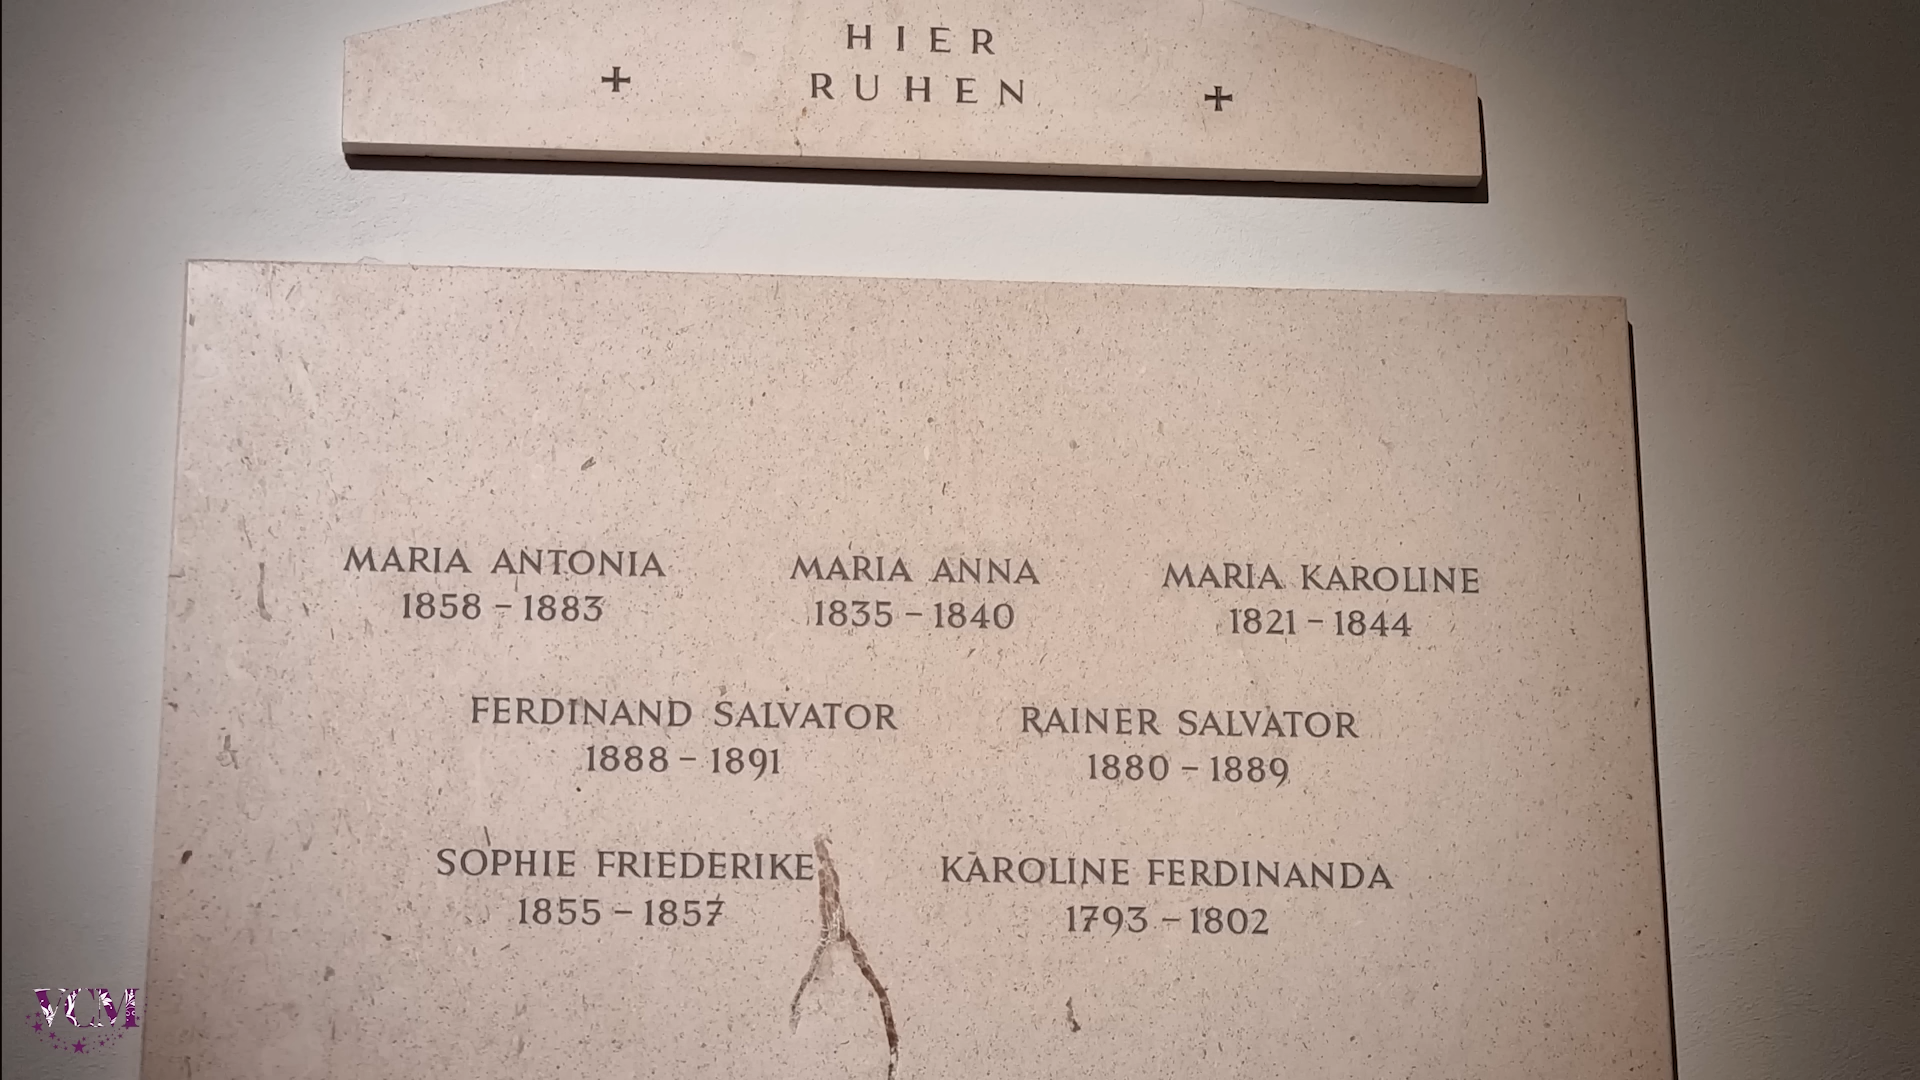 HIER
RUHEN
MARIA ANTONIA MARIA ANNA MARIA KAROLINE
1858 – 1883 1835 – 1840 1821 – 1844
FERDINAND SALVATOR RAINER SALVATOR
1888 – 1891 1880 – 1889
SOPHIE FRIEDERIKE KAROLINE FERDINANDA
1855 – 1857 1793 – 1802
VCM